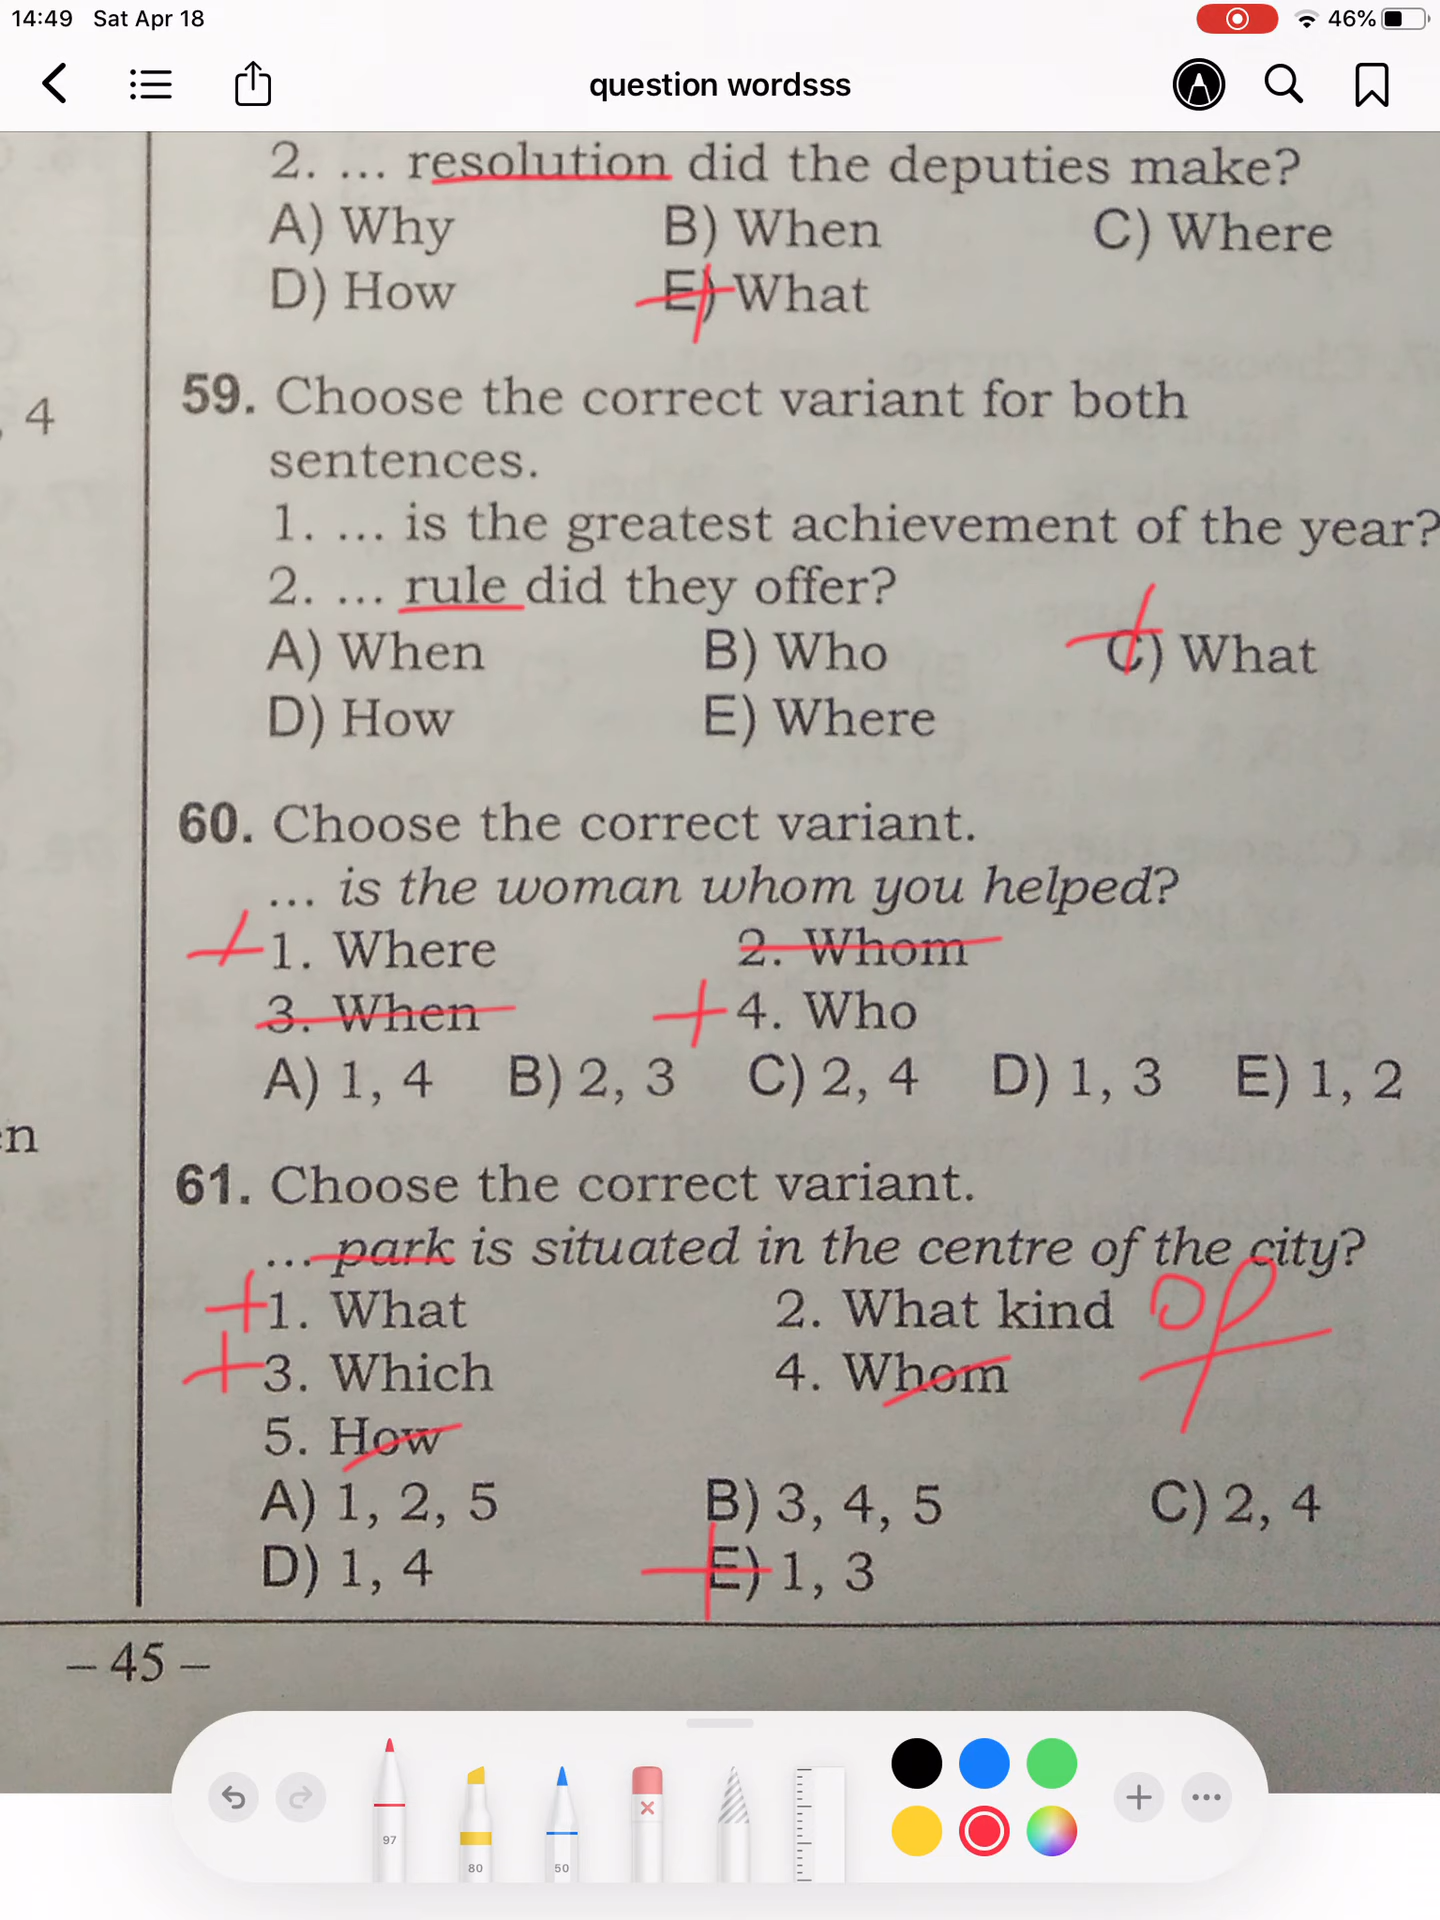 14:49 Sat Apr 18
46%
question wordsss
2. ... resolution did the deputies make?
A) Why B) When C) Where
D) How E) What
4
59. Choose the correct variant for both
sentences.
1. ... is the greatest achievement of the year?
2. ... rule did they offer?
A) When B) Who C) What
D) How E) Where
60. Choose the correct variant.
... is the woman whom you helped?
1. Where 2. Whom
3. When 4. Who
A) 1, 4 B) 2, 3 C) 2, 4 D) 1, 3 E) 1, 2
n
61. Choose the correct variant.
... park is situated in the centre of the city?
1. What 2. What kind of
3. Which 4. Whom
5. How
A) 1, 2, 5 B) 3, 4, 5 C) 2, 4
D) 1, 4 E) 1, 3
– 45 –
97
80
50